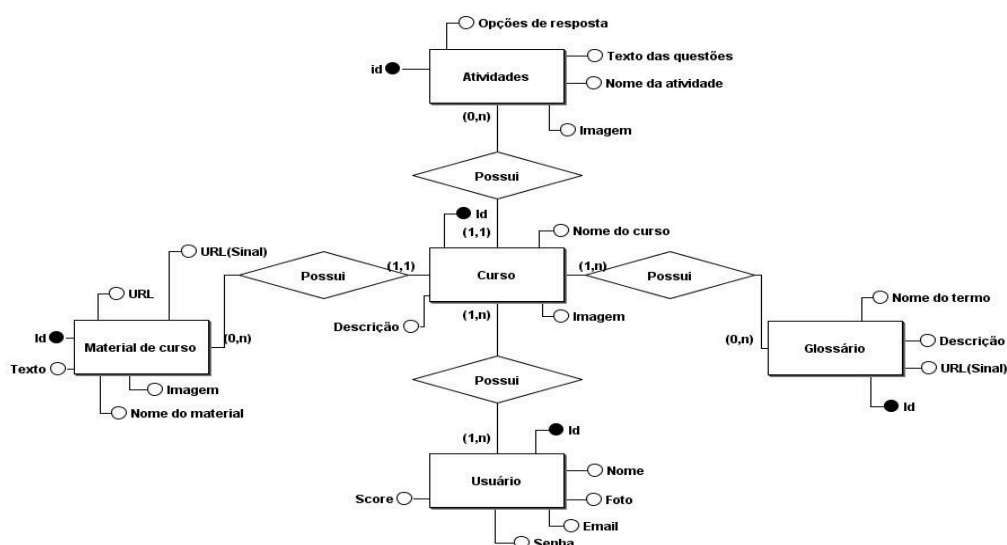 Opções de resposta
id
Texto das questões
Atividades
Nome da atividade
(0,n)
Imagem
Possui
Id
(1,1)
Nome do curso
URL(Sinal)
Possui
(1,1)
Curso
(1,n)
Possui
URL
Descrição
(1,n)
Imagem
Nome do termo
Id
Material de curso
(0,n)
(0,n)
Glossário
Descrição
Texto
Imagem
Possui
URL(Sinal)
Nome do material
Id
(1,n)
Id
Usuário
Nome
Score
Foto
Email
Senha